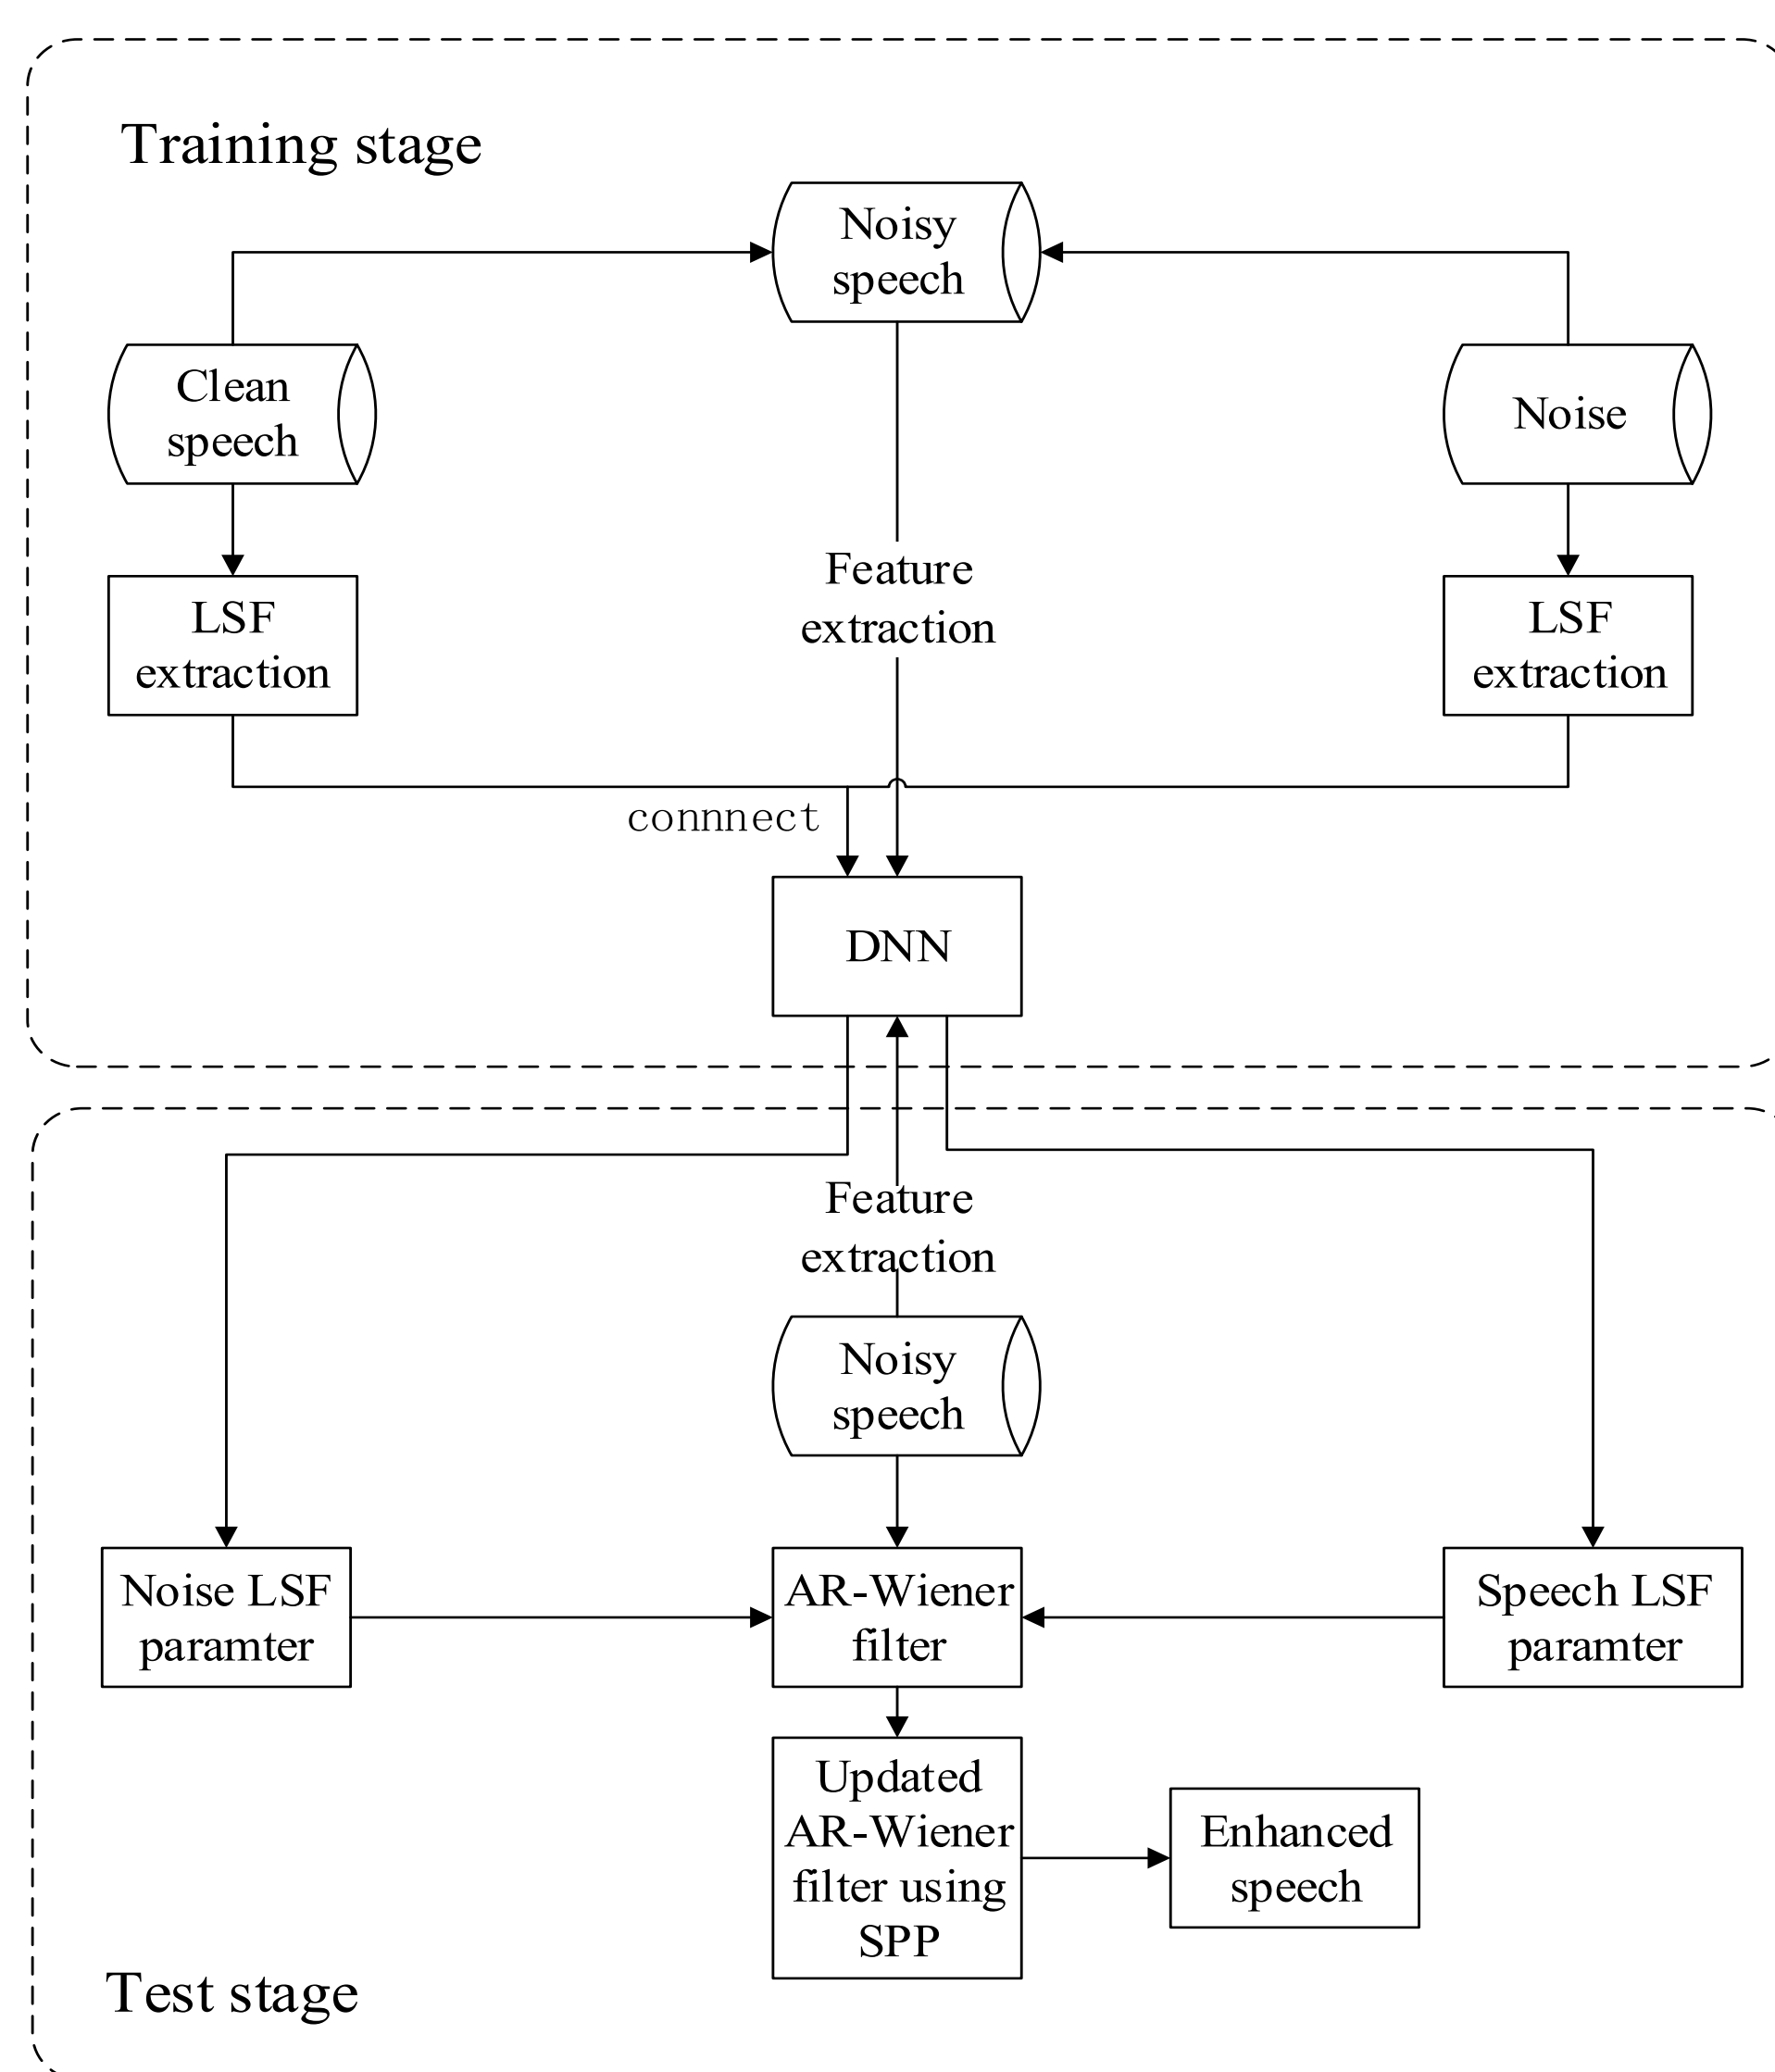 Training stage
Noisy
speech
Clean
speech
Noise
Feature
extraction
LSF
extraction
LSF
extraction
connnect
DNN
Feature
extraction
Noisy
speech
Noise LSF
paramter
AR-Wiener
filter
Speech LSF
paramter
Updated
AR-Wiener
filter using
SPP
Enhanced
speech
Test stage